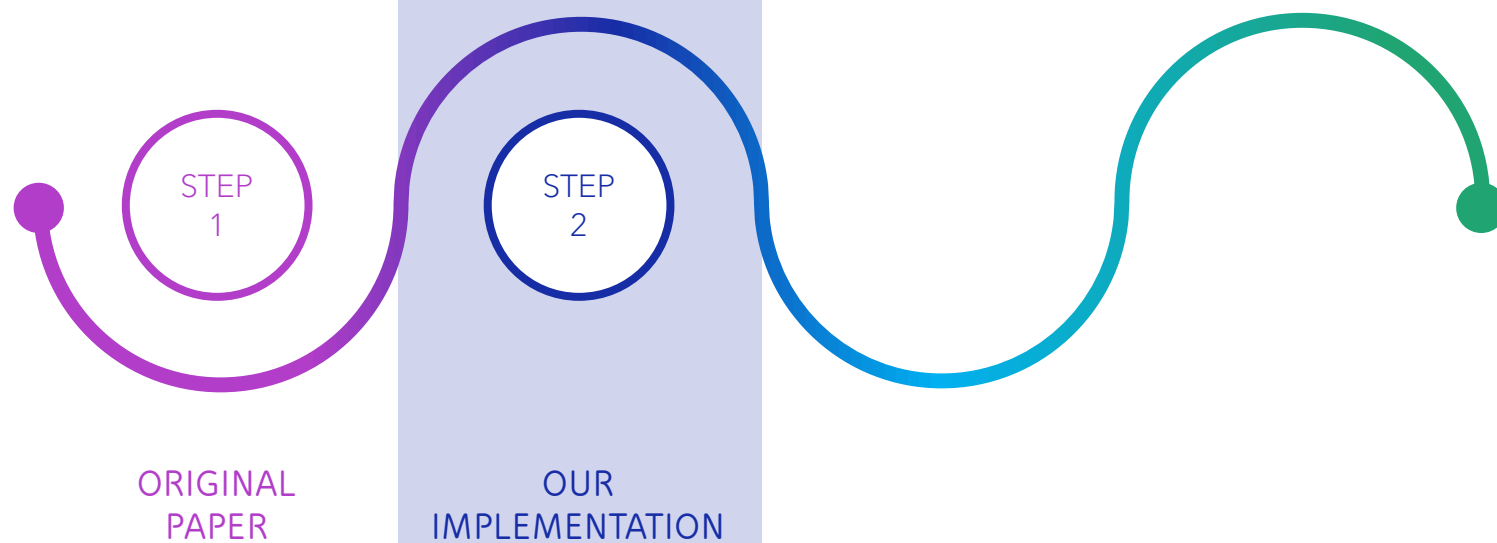 STEP
1
STEP
2
ORIGINAL
PAPER
OUR
IMPLEMENTATION